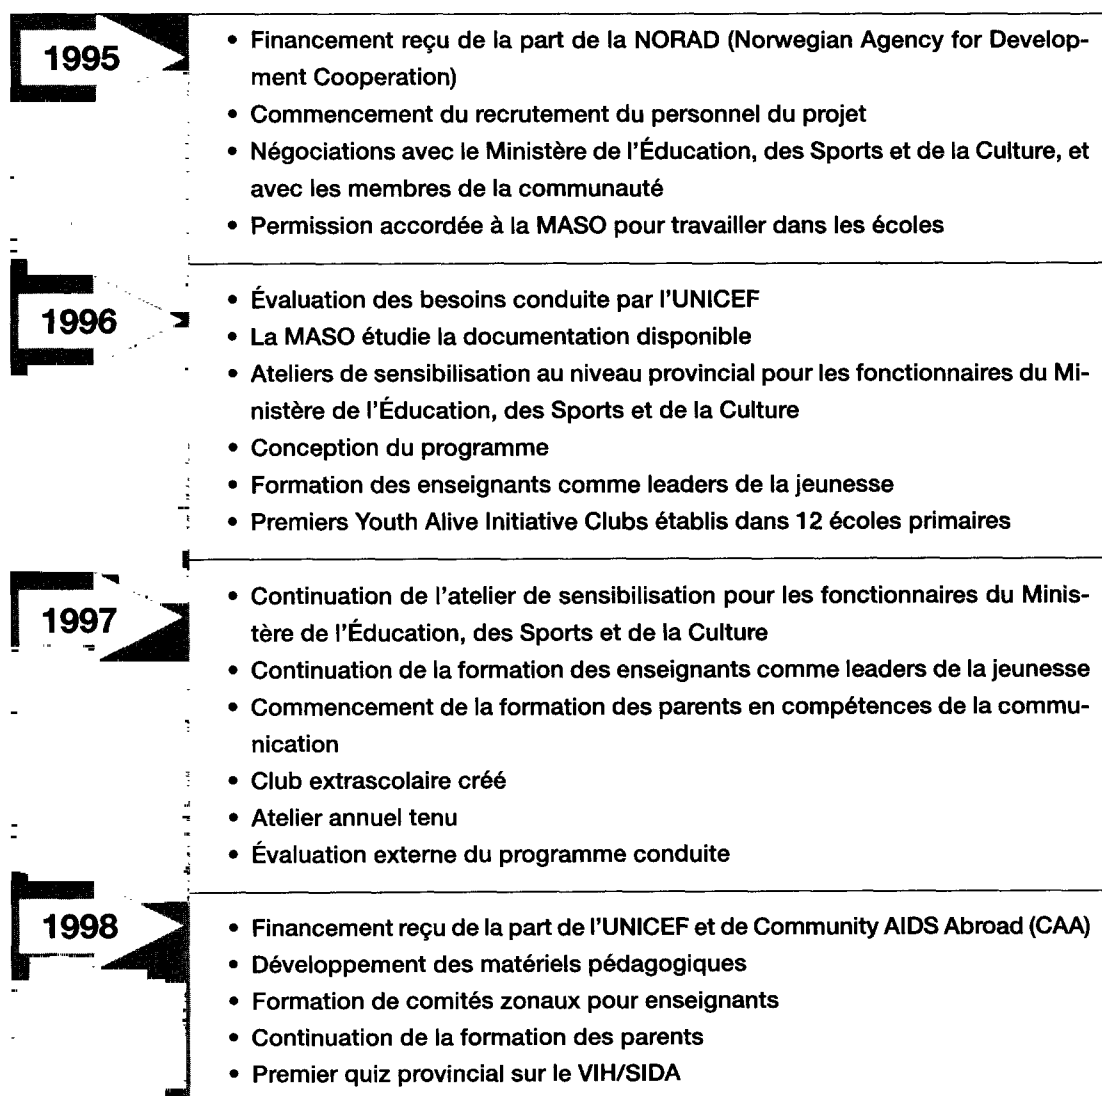 1995
• Financement reçu de la part de la NORAD (Norwegian Agency for Develop-
ment Cooperation)
• Commencement du recrutement du personnel du projet
• Négociations avec le Ministère de l'Éducation, des Sports et de la Culture, et
avec les membres de la communauté
• Permission accordée à la MASO pour travailler dans les écoles
1996
• Évaluation des besoins conduite par l'UNICEF
• La MASO étudie la documentation disponible
• Ateliers de sensibilisation au niveau provincial pour les fonctionnaires du Mi-
nistère de l'Éducation, des Sports et de la Culture
• Conception du programme
• Formation des enseignants comme leaders de la jeunesse
• Premiers Youth Alive Initiative Clubs établis dans 12 écoles primaires
1997
• Continuation de l'atelier de sensibilisation pour les fonctionnaires du Minis-
tère de l'Éducation, des Sports et de la Culture
• Continuation de la formation des enseignants comme leaders de la jeunesse
• Commencement de la formation des parents en compétences de la commu-
nication
• Club extrascolaire créé
• Atelier annuel tenu
• Évaluation externe du programme conduite
1998
• Financement reçu de la part de l'UNICEF et de Community AIDS Abroad (CAA)
• Développement des matériels pédagogiques
• Formation de comités zonaux pour enseignants
• Continuation de la formation des parents
• Premier quiz provincial sur le VIH/SIDA